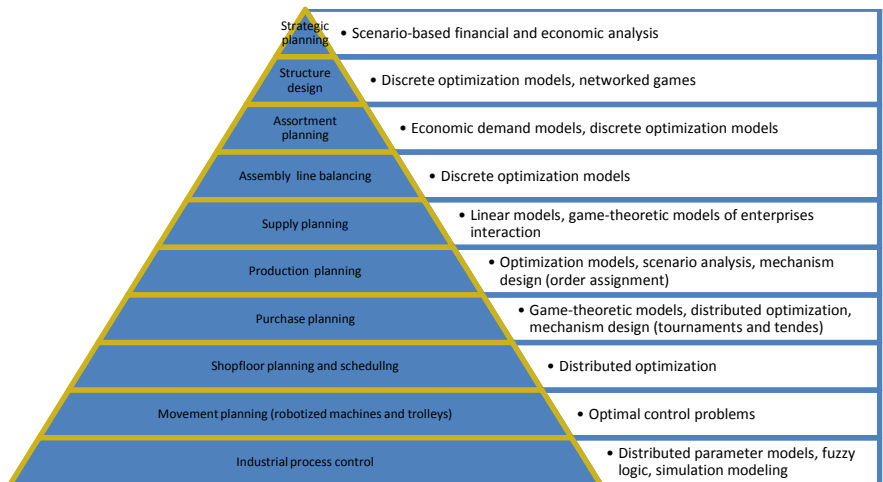 Strategic
planning
• Scenario-based financial and economic analysis
Structure
design
• Discrete optimization models, networked games
Assortment
planning
• Economic demand models, discrete optimization models
Assembly line balancing
• Discrete optimization models
Supply planning
• Linear models, game-theoretic models of enterprises
interaction
Production planning
• Optimization models, scenario analysis, mechanism
design (order assignment)
Purchase planning
• Game-theoretic models, distributed optimization,
mechanism design (tournaments and tendes)
Shopfloor planning and schedullng
• Distributed optimization
Movement planning (robotized machines and trolleys)
• Optimal control problems
Industrial process control
• Distributed parameter models, fuzzy
logic, simulation modeling